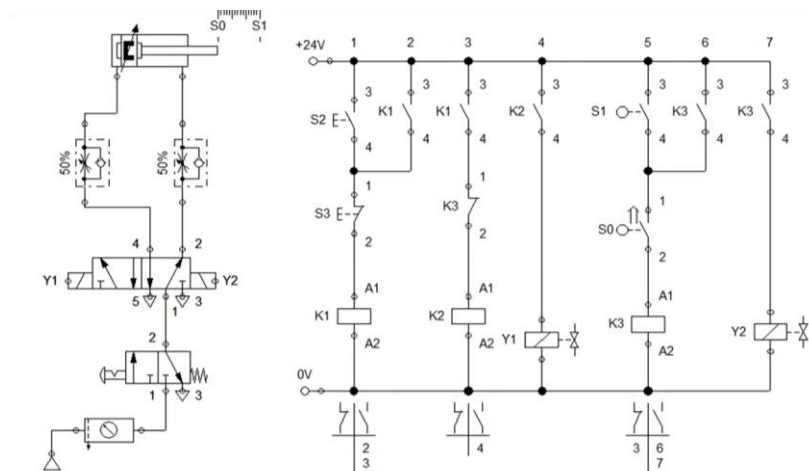 S0 S1
50%
50%
4 2
Y1 Y2
5 1 3
2
1 3
1 2 3 4 5 6 7
+24V
3 3 3 3 3 3 3
S2 K1 K1 K2 S1 K3 K3
4 4 4 4 4 4 4
1 1 1
S3 K3 S0
2 2 2
A1 A1 A1
K1 K2 Y1 K3 Y2
A2 A2 A2
0V
2 4 3 6
3 7